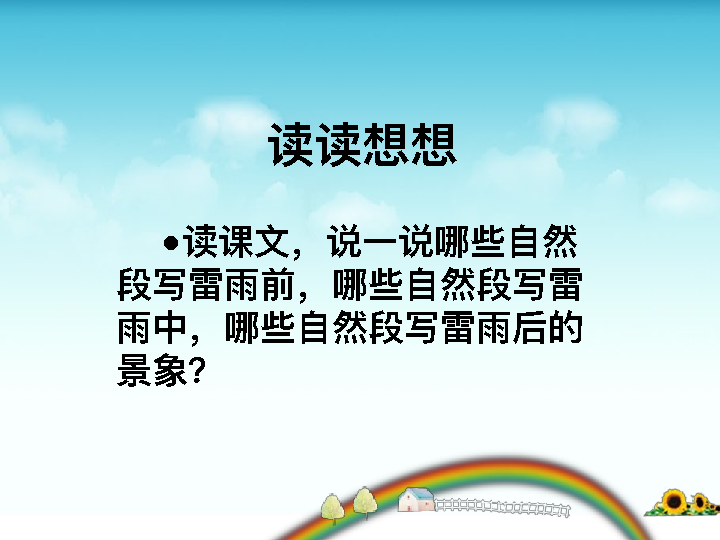 读读想想
•读课文，说一说哪些自然
段写雷雨前，哪些自然段写雷
雨中，哪些自然段写雷雨后的
景象？